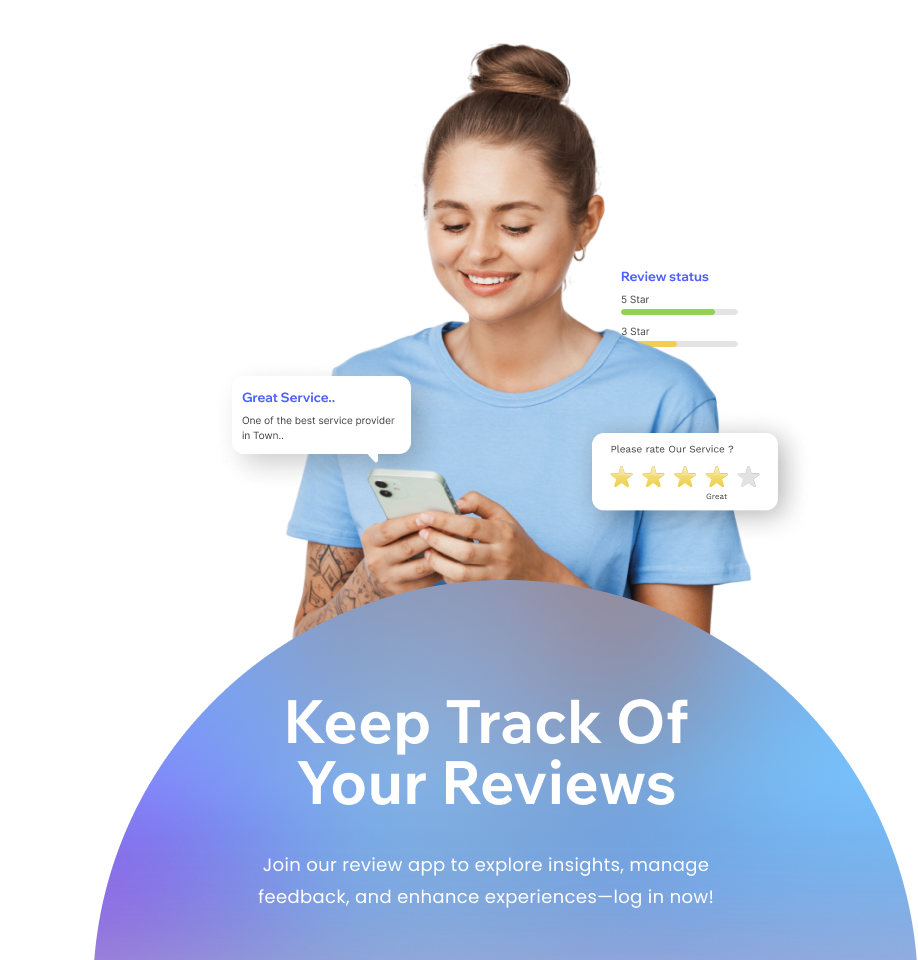 Review status
5 Star
3 Star
Great Service..
One of the best service provider
in Town..
Please rate Our Service ?
Great
Keep Track Of
Your Reviews
Join our review app to explore insights, manage
feedback, and enhance experiences—log in now!